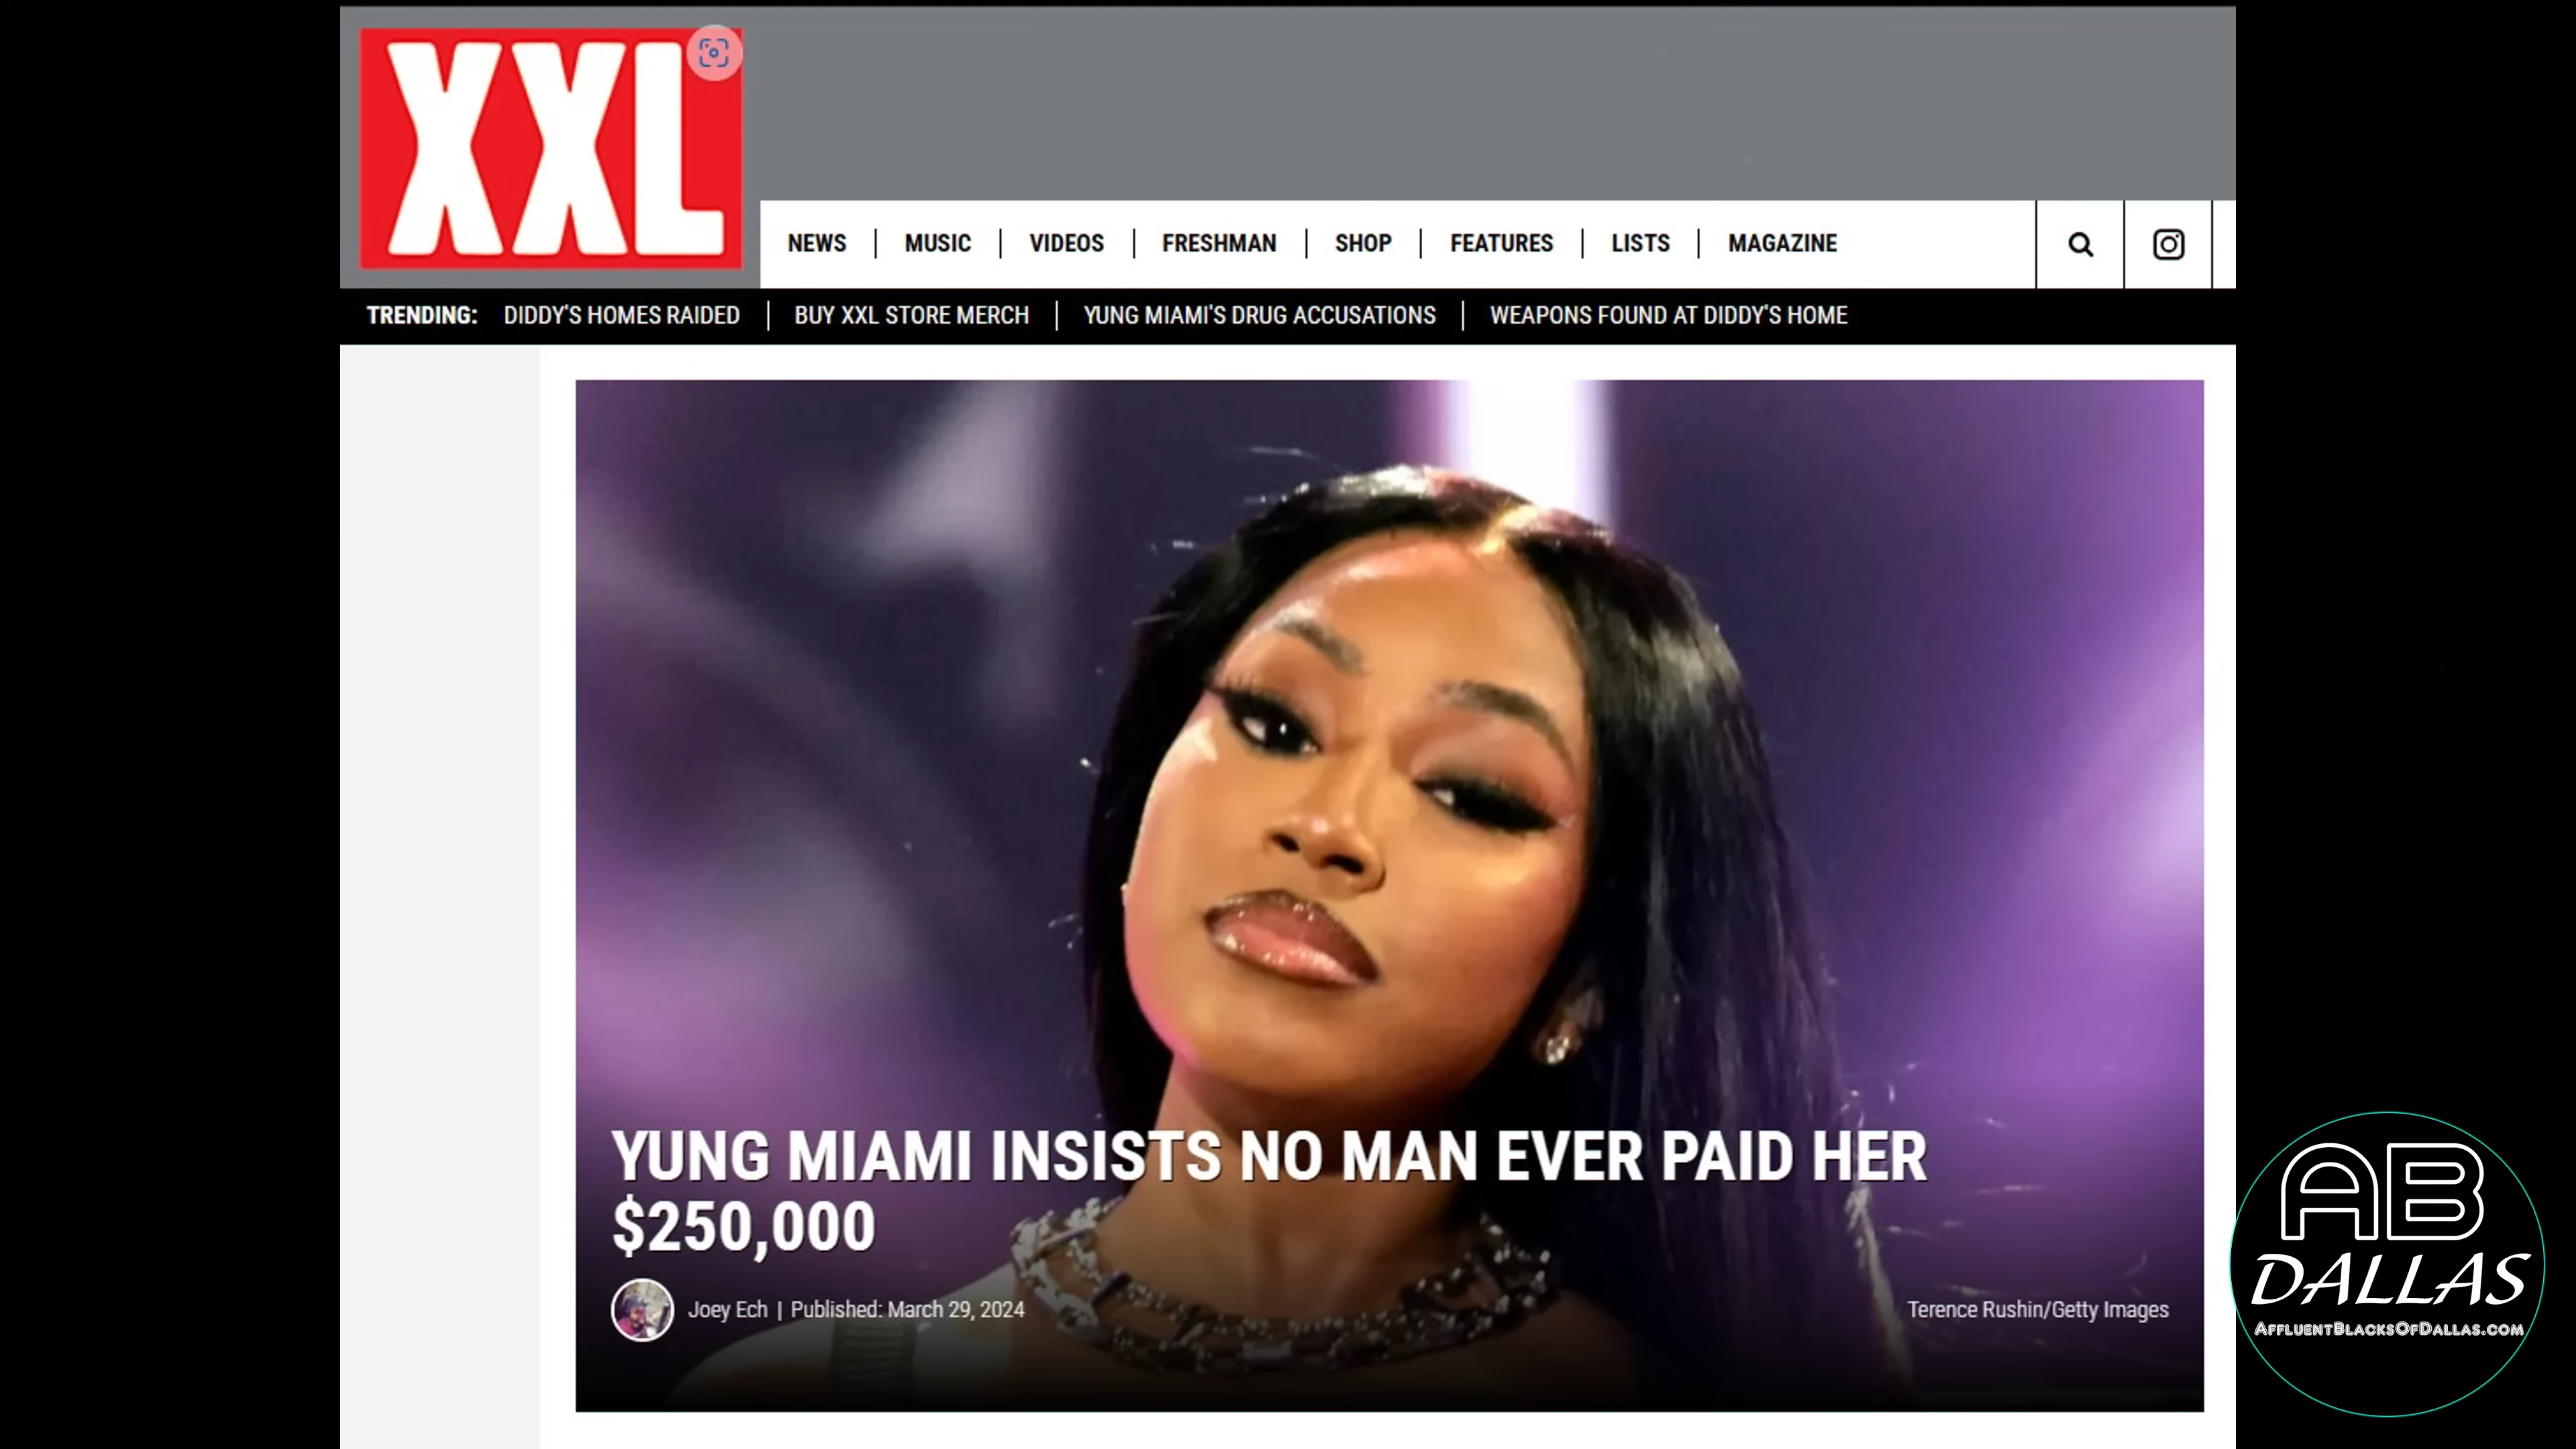 XXL
NEWS | MUSIC | VIDEOS | FRESHMAN | SHOP | FEATURES | LISTS | MAGAZINE
TRENDING: DIDDY'S HOMES RAIDED | BUY XXL STORE MERCH | YUNG MIAMI'S DRUG ACCUSATIONS | WEAPONS FOUND AT DIDDY'S HOME
YUNG MIAMI INSISTS NO MAN EVER PAID HER
$250,000
Joey Ech | Published: March 29, 2024
Terence Rushin/Getty Images
AB
DALLAS
AFFLUENTBLACKSOFDALLAS.COM